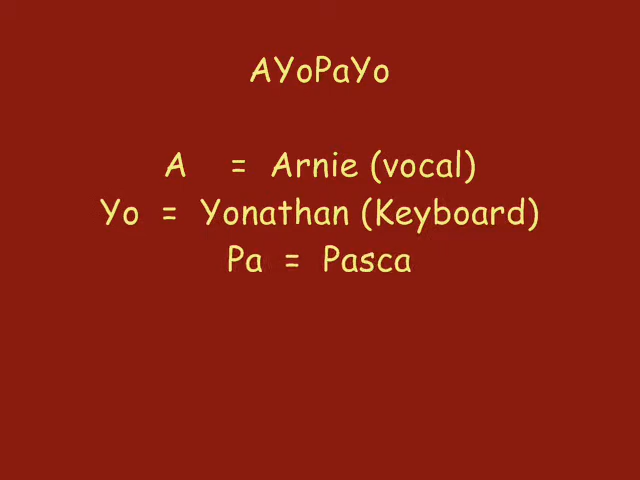 AYoPaYo
A = Arnie (vocal)
Yo = Yonathan (Keyboard)
Pa = Pasca